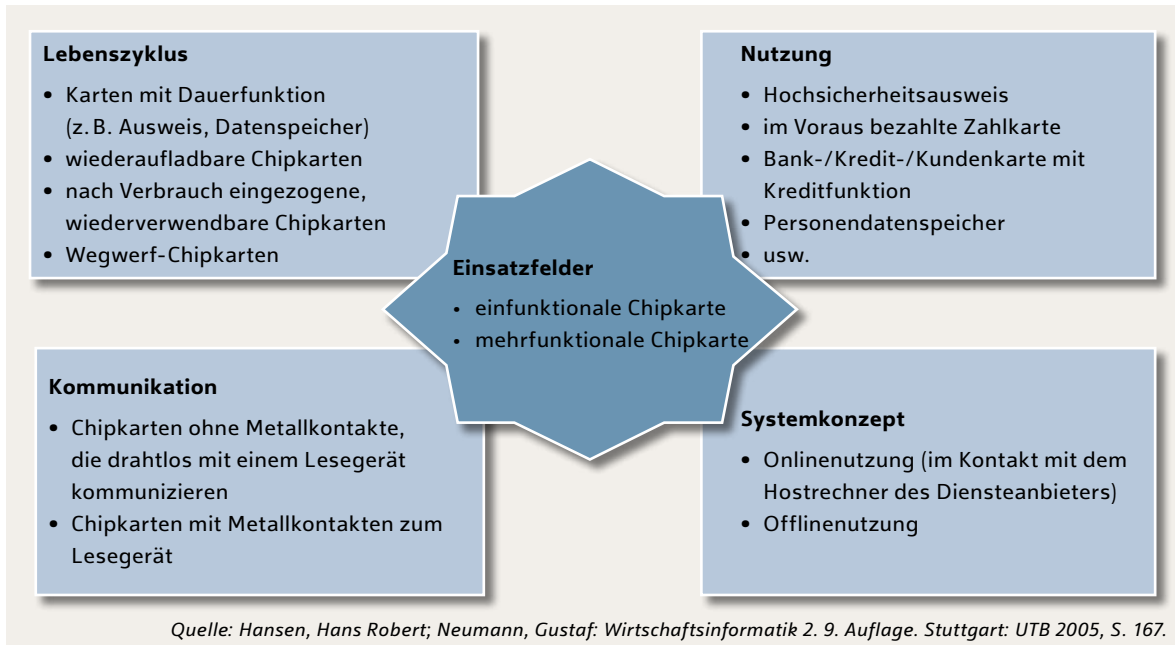 Lebenszyklus
• Karten mit Dauerfunktion
(z. B. Ausweis, Datenspeicher)
• wiederaufladbare Chipkarten
• nach Verbrauch eingezogene,
wiederverwendbare Chipkarten
• Wegwerf-Chipkarten
Nutzung
• Hochsicherheitsausweis
• im Voraus bezahlte Zahlkarte
• Bank-/Kredit-/Kundenkarte mit
Kreditfunktion
• Personendatenspeicher
• usw.
Einsatzfelder
• einfunktionale Chipkarte
• mehrfunktionale Chipkarte
Kommunikation
• Chipkarten ohne Metallkontakte,
die drahtlos mit einem Lesegerät
kommunizieren
• Chipkarten mit Metallkontakten zum
Lesegerät
Systemkonzept
• Onlinenutzung (im Kontakt mit dem
Hostrechner des Diensteanbieters)
• Offlinenutzung
Quelle: Hansen, Hans Robert; Neumann, Gustaf: Wirtschaftsinformatik 2. 9. Auflage. Stuttgart: UTB 2005, S. 167.